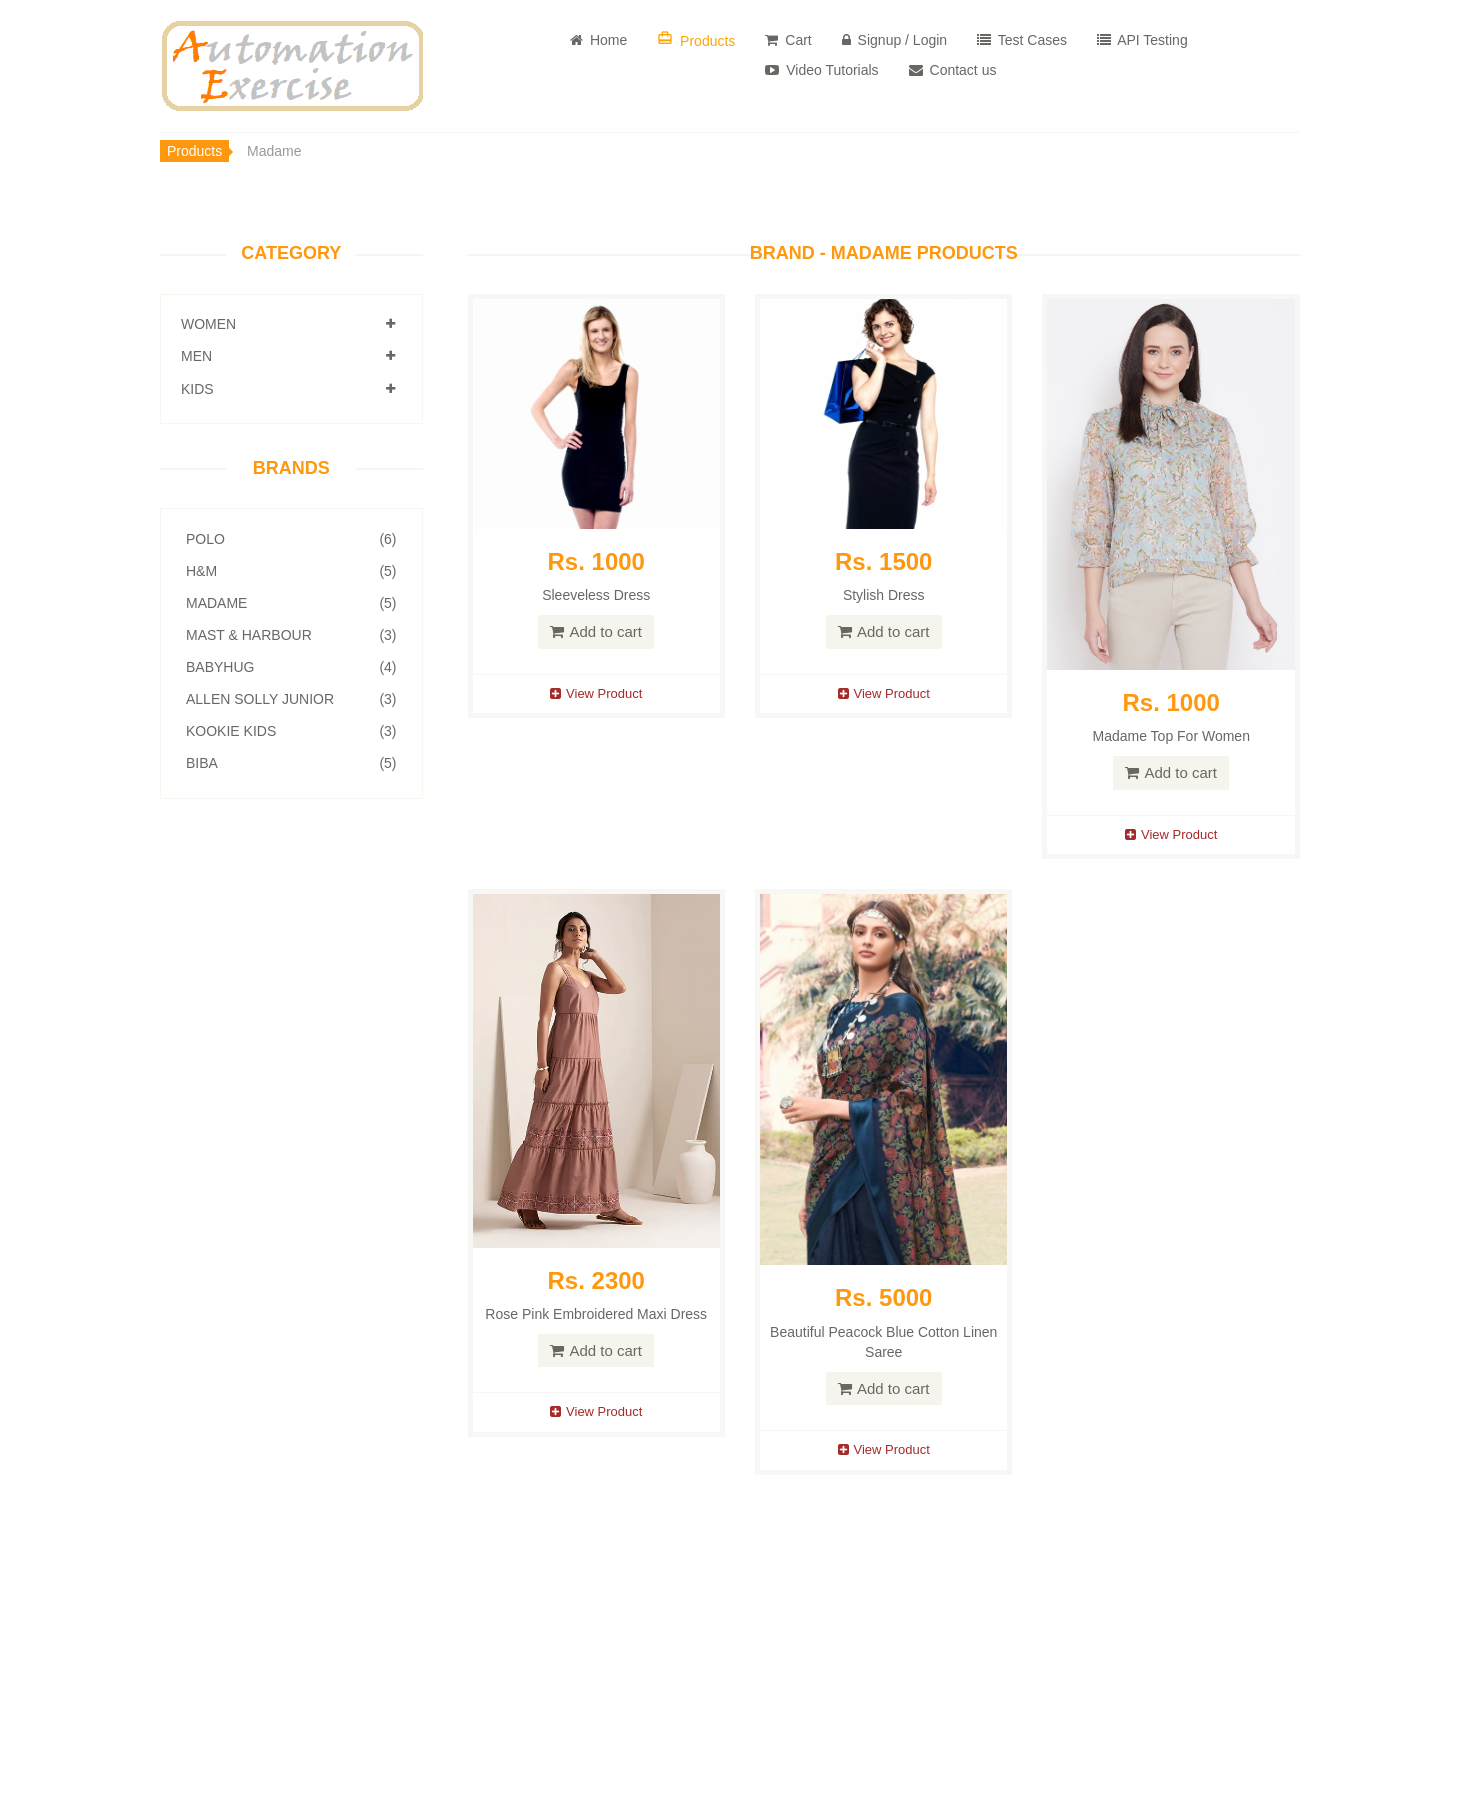 Automation
Exercise
Home
Products
Cart
Signup / Login
Test Cases
API Testing
Video Tutorials
Contact us
Products
Madame
CATEGORY
WOMEN
MEN
KIDS
BRANDS
POLO (6)
H&M (5)
MADAME (5)
MAST & HARBOUR (3)
BABYHUG (4)
ALLEN SOLLY JUNIOR (3)
KOOKIE KIDS (3)
BIBA (5)
BRAND - MADAME PRODUCTS
Rs. 1000
Sleeveless Dress
Add to cart
View Product
Rs. 1500
Stylish Dress
Add to cart
View Product
Rs. 1000
Madame Top For Women
Add to cart
View Product
Rs. 2300
Rose Pink Embroidered Maxi Dress
Add to cart
View Product
Rs. 5000
Beautiful Peacock Blue Cotton Linen
Saree
Add to cart
View Product